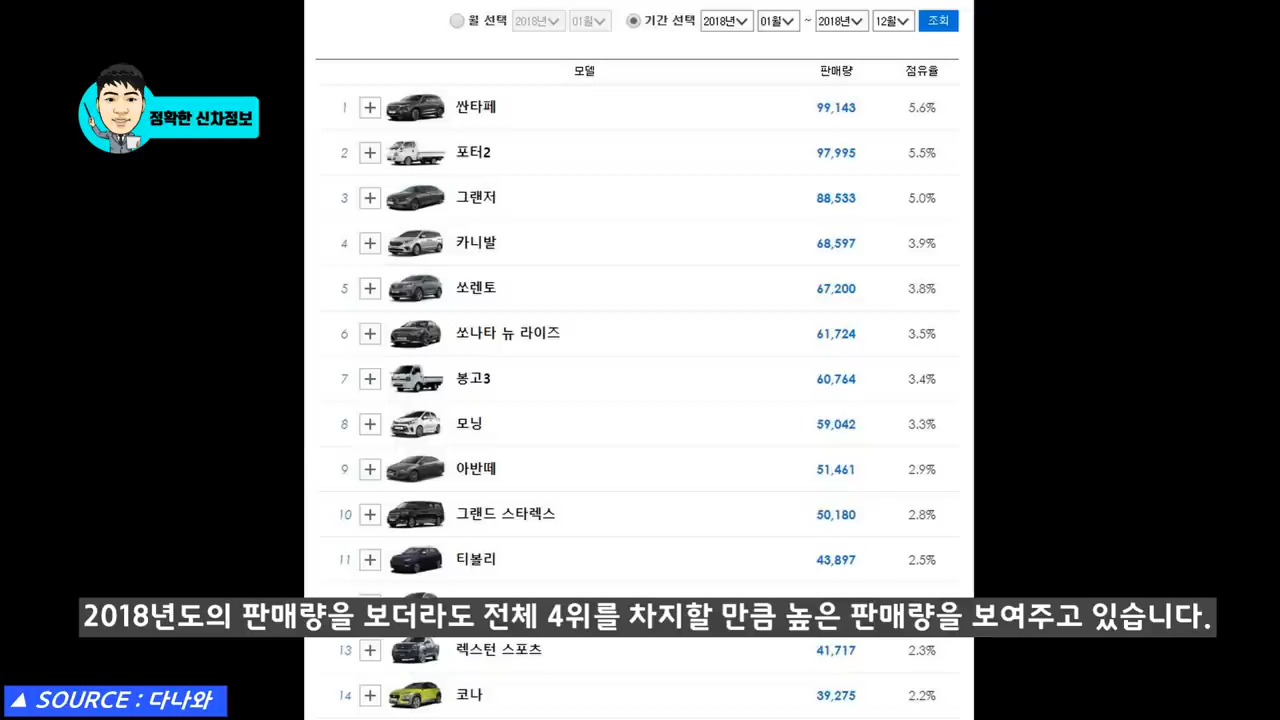 월 선택 2018년 01월 기간 선택 2018년 01월 ~ 2018년 12월 조회
모델 판매량 점유율
정확한 신차정보
1 싼타페 99,143 5.6%
2 포터2 97,995 5.5%
3 그랜저 88,533 5.0%
4 카니발 68,597 3.9%
5 쏘렌토 67,200 3.8%
6 쏘나타 뉴 라이즈 61,724 3.5%
7 봉고3 60,764 3.4%
8 모닝 59,042 3.3%
9 아반떼 51,461 2.9%
10 그랜드 스타렉스 50,180 2.8%
11 티볼리 43,897 2.5%
2018년도의 판매량을 보더라도 전체 4위를 차지할 만큼 높은 판매량을 보여주고 있습니다.
13 렉스턴 스포츠 41,717 2.3%
14 코나 39,275 2.2%
▲ SOURCE : 다나와